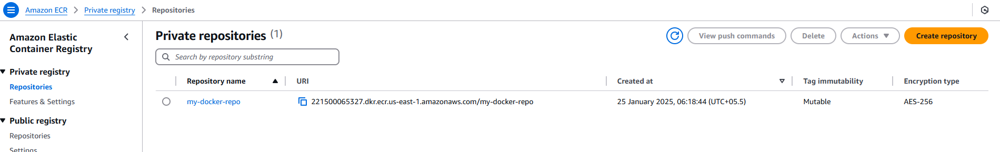 Amazon ECR > Private registry > Repositories
Amazon Elastic
Container Registry
Private registry
Repositories
Features & Settings
Public registry
Repositories
Settings
Private repositories (1)
View push commands
Delete
Actions
Create repository
Search by repository substring
Repository name URI Created at Tag immutability Encryption type
my-docker-repo 221500065327.dkr.ecr.us-east-1.amazonaws.com/my-docker-repo 25 January 2025, 06:18:44 (UTC+05.5) Mutable AES-256